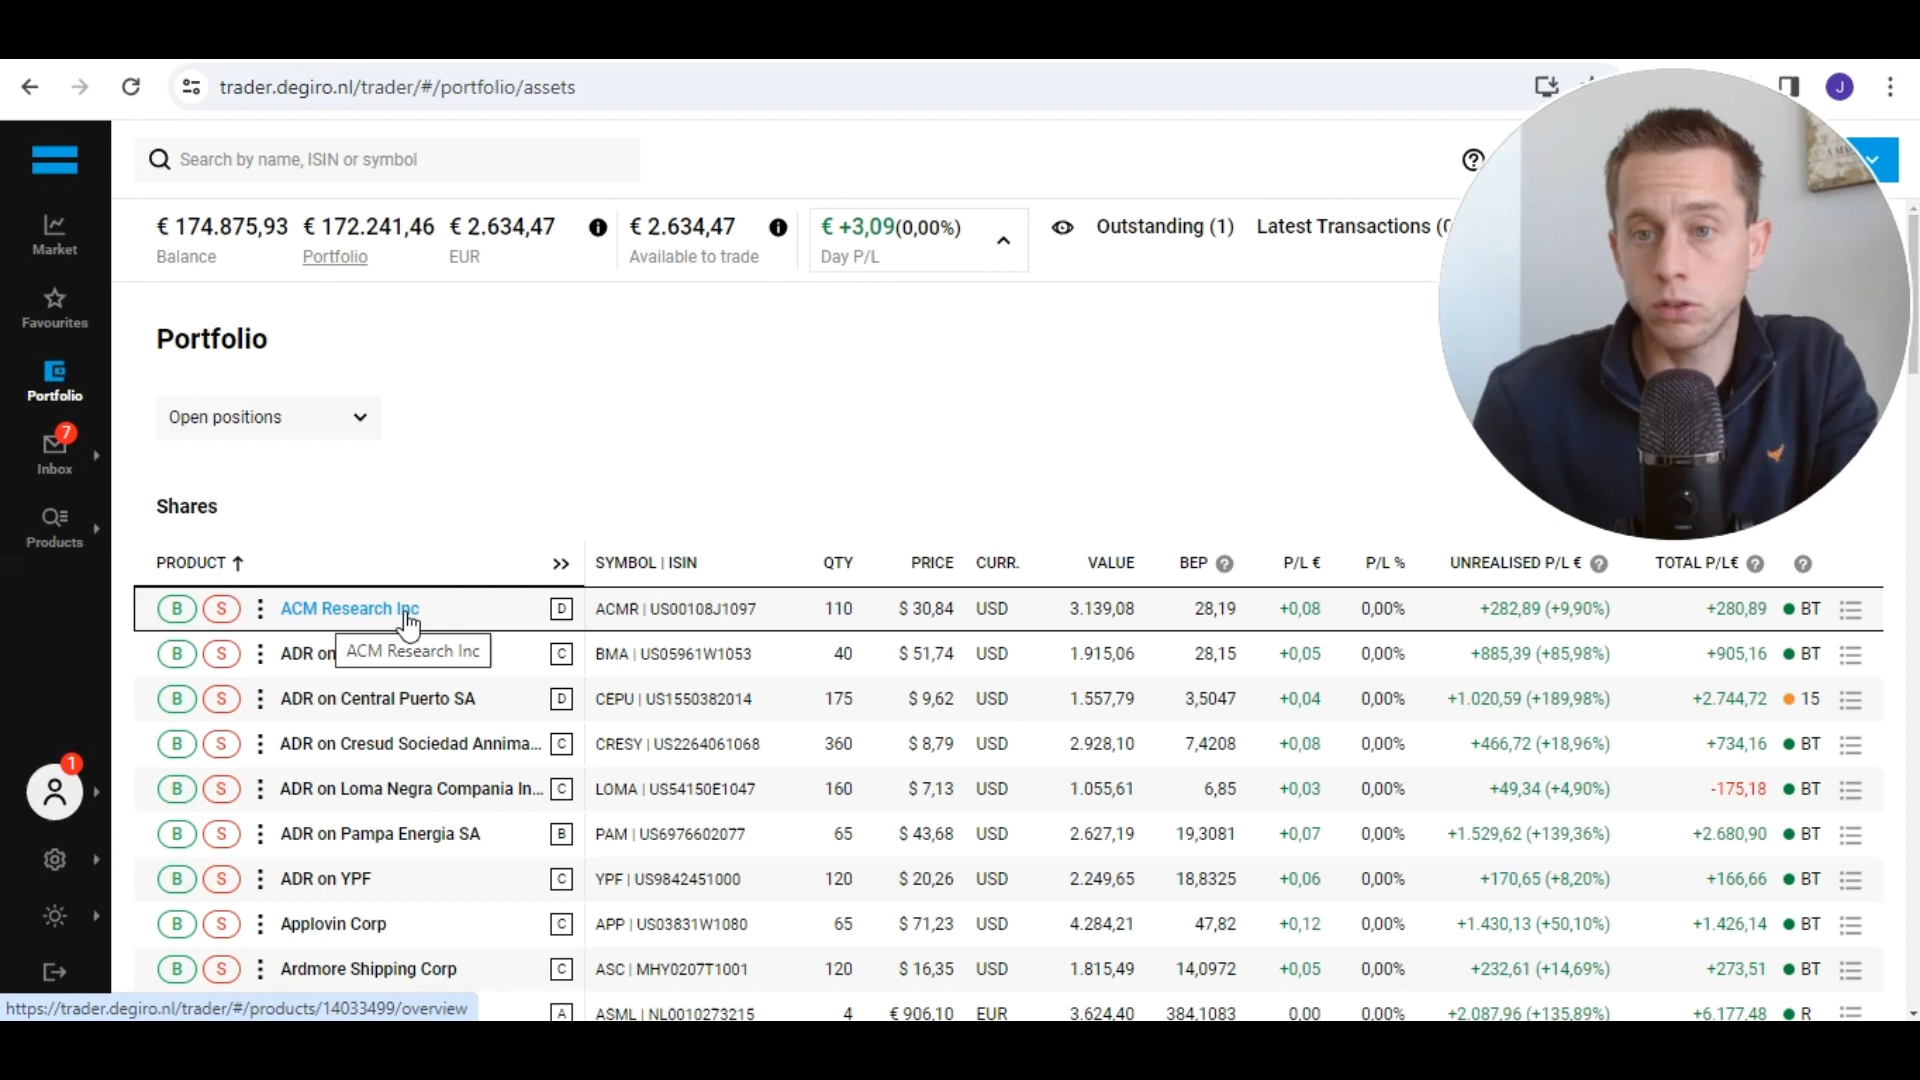 trader.degiro.nl/trader/#/portfolio/assets
J
Search by name, ISIN or symbol
€ 174.875,93 € 172.241,46 € 2.634,47 € 2.634,47 € +3,09(0,00%) Outstanding (1) Latest Transactions (0
Balance Portfolio EUR Available to trade Day P/L
Market
Favourites
Portfolio
7
Inbox
Products
1
Portfolio
Open positions
Shares
PRODUCT SYMBOL | ISIN QTY PRICE CURR. VALUE BEP P/L € P/L % UNREALISED P/L € TOTAL P/L€
B S ACM Research Inc D ACMR | US00108J1097 110 $ 30,84 USD 3.139,08 28,19 +0,08 0,00% +282,89 (+9,90%) +280,89 BT
ACM Research Inc
B S ADR on C BMA | US05961W1053 40 $ 51,74 USD 1.915,06 28,15 +0,05 0,00% +885,39 (+85,98%) +905,16 BT
B S ADR on Central Puerto SA D CEPU | US1550382014 175 $ 9,62 USD 1.557,79 3,5047 +0,04 0,00% +1.020,59 (+189,98%) +2.744,72 15
B S ADR on Cresud Sociedad Annima... C CRESY | US2264061068 360 $ 8,79 USD 2.928,10 7,4208 +0,08 0,00% +466,72 (+18,96%) +734,16 BT
B S ADR on Loma Negra Compania In... C LOMA | US54150E1047 160 $ 7,13 USD 1.055,61 6,85 +0,03 0,00% +49,34 (+4,90%) -175,18 BT
B S ADR on Pampa Energia SA B PAM | US6976602077 65 $ 43,68 USD 2.627,19 19,3081 +0,07 0,00% +1.529,62 (+139,36%) +2.680,90 BT
B S ADR on YPF C YPF | US9842451000 120 $ 20,26 USD 2.249,65 18,8325 +0,06 0,00% +170,65 (+8,20%) +166,66 BT
B S Applovin Corp C APP | US03831W1080 65 $ 71,23 USD 4.284,21 47,82 +0,12 0,00% +1.430,13 (+50,10%) +1.426,14 BT
B S Ardmore Shipping Corp C ASC | MHY0207T1001 120 $ 16,35 USD 1.815,49 14,0972 +0,05 0,00% +232,61 (+14,69%) +273,51 BT
A ASML | NL0010273215 4 € 906,10 EUR 3.624,40 384,1083 0,00 0,00% +2.087,96 (+135,89%) +6.177,48 R
https://trader.degiro.nl/trader/#/products/14033499/overview